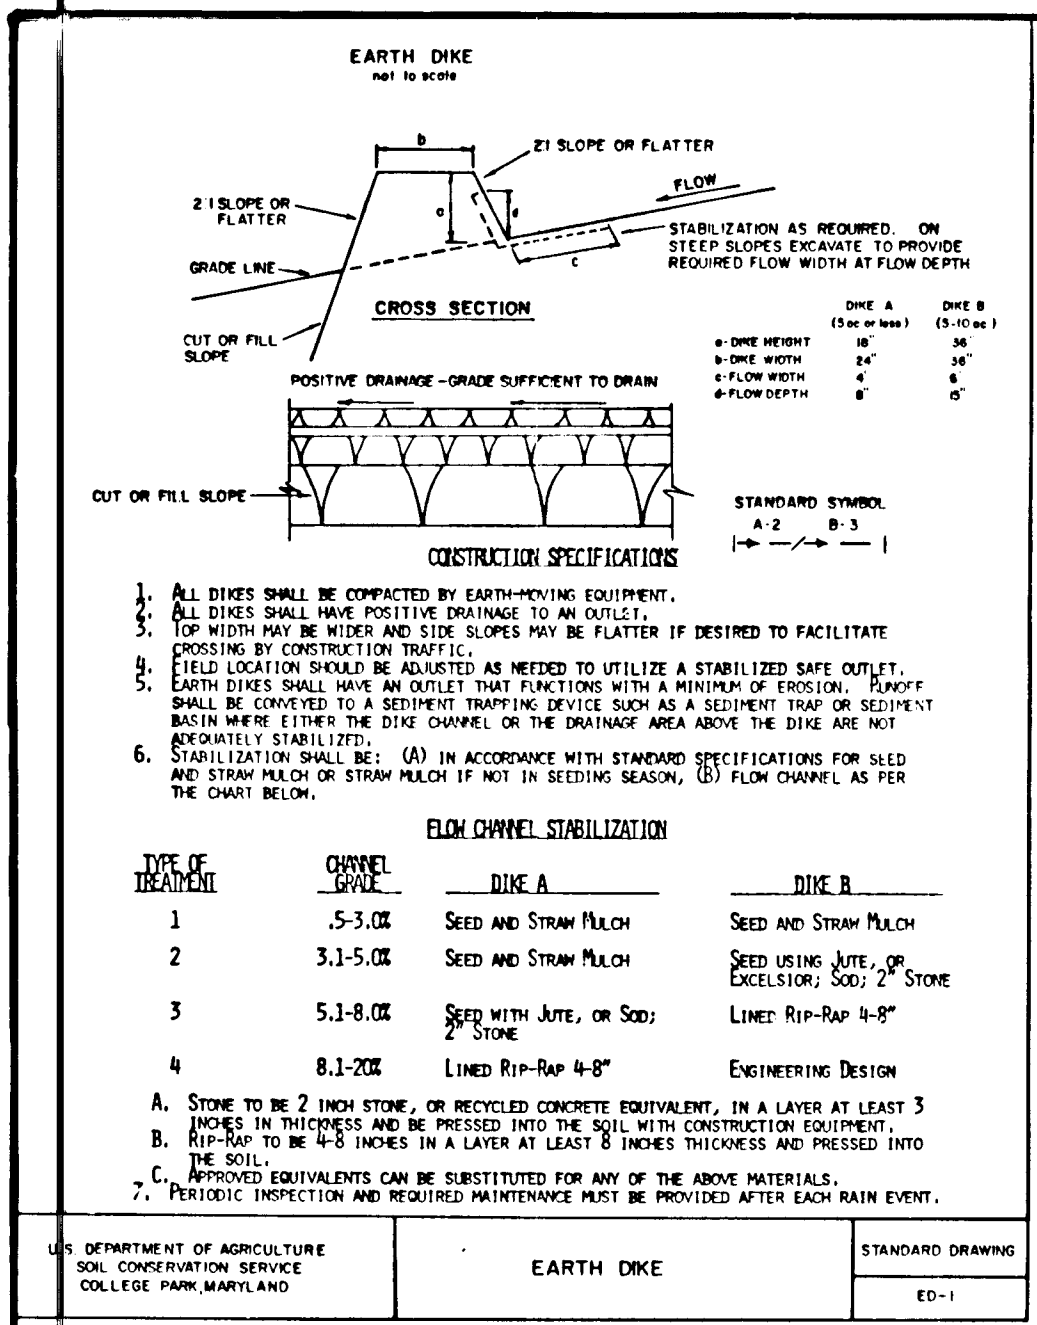 EARTH DIKE
not to scale
b
2:1 SLOPE OR FLATTER
FLOW
2:1 SLOPE OR
FLATTER
a
d
STABILIZATION AS REQUIRED. ON
STEEP SLOPES EXCAVATE TO PROVIDE
REQUIRED FLOW WIDTH AT FLOW DEPTH
c
GRADE LINE
CROSS SECTION
CUT OR FILL
SLOPE
DIKE A DIKE B
(5 ac or less) (5-10 ac)
a-DIKE HEIGHT 18" 36"
b-DIKE WIDTH 24" 36"
c-FLOW WIDTH 4' 6'
d-FLOW DEPTH 8" 15"
POSITIVE DRAINAGE-GRADE SUFFICIENT TO DRAIN
CUT OR FILL SLOPE
STANDARD SYMBOL
A-2 B-3
CONSTRUCTION SPECIFICATIONS
1. ALL DIKES SHALL BE COMPACTED BY EARTH-MOVING EQUIPMENT.
2. ALL DIKES SHALL HAVE POSITIVE DRAINAGE TO AN OUTLET.
3. TOP WIDTH MAY BE WIDER AND SIDE SLOPES MAY BE FLATTER IF DESIRED TO FACILITATE
CROSSING BY CONSTRUCTION TRAFFIC.
4. FIELD LOCATION SHOULD BE ADJUSTED AS NEEDED TO UTILIZE A STABILIZED SAFE OUTLET.
5. EARTH DIKES SHALL HAVE AN OUTLET THAT FUNCTIONS WITH A MINIMUM OF EROSION. RUNOFF
SHALL BE CONVEYED TO A SEDIMENT TRAPPING DEVICE SUCH AS A SEDIMENT TRAP OR SEDIMENT
BASIN WHERE EITHER THE DIKE CHANNEL OR THE DRAINAGE AREA ABOVE THE DIKE ARE NOT
ADEQUATELY STABILIZED.
6. STABILIZATION SHALL BE: (A) IN ACCORDANCE WITH STANDARD SPECIFICATIONS FOR SEED
AND STRAW MULCH OR STRAW MULCH IF NOT IN SEEDING SEASON, (B) FLOW CHANNEL AS PER
THE CHART BELOW.
FLOW CHANNEL STABILIZATION
TYPE OF CHANNEL
TREATMENT GRADE DIKE A DIKE B
1 .5-3.0% SEED AND STRAW MULCH SEED AND STRAW MULCH
2 3.1-5.0% SEED AND STRAW MULCH SEED USING JUTE, OR
EXCELSIOR; SOD; 2" STONE
3 5.1-8.0% SEED WITH JUTE, OR SOD; LINED RIP-RAP 4-8"
2" STONE
4 8.1-20% LINED RIP-RAP 4-8" ENGINEERING DESIGN
A. STONE TO BE 2 INCH STONE, OR RECYCLED CONCRETE EQUIVALENT, IN A LAYER AT LEAST 3
INCHES IN THICKNESS AND BE PRESSED INTO THE SOIL WITH CONSTRUCTION EQUIPMENT.
B. RIP-RAP TO BE 4-8 INCHES IN A LAYER AT LEAST 8 INCHES THICKNESS AND PRESSED INTO
THE SOIL.
C. APPROVED EQUIVALENTS CAN BE SUBSTITUTED FOR ANY OF THE ABOVE MATERIALS.
7. PERIODIC INSPECTION AND REQUIRED MAINTENANCE MUST BE PROVIDED AFTER EACH RAIN EVENT.
U.S. DEPARTMENT OF AGRICULTURE
SOIL CONSERVATION SERVICE
COLLEGE PARK, MARYLAND
EARTH DIKE
STANDARD DRAWING
ED-1